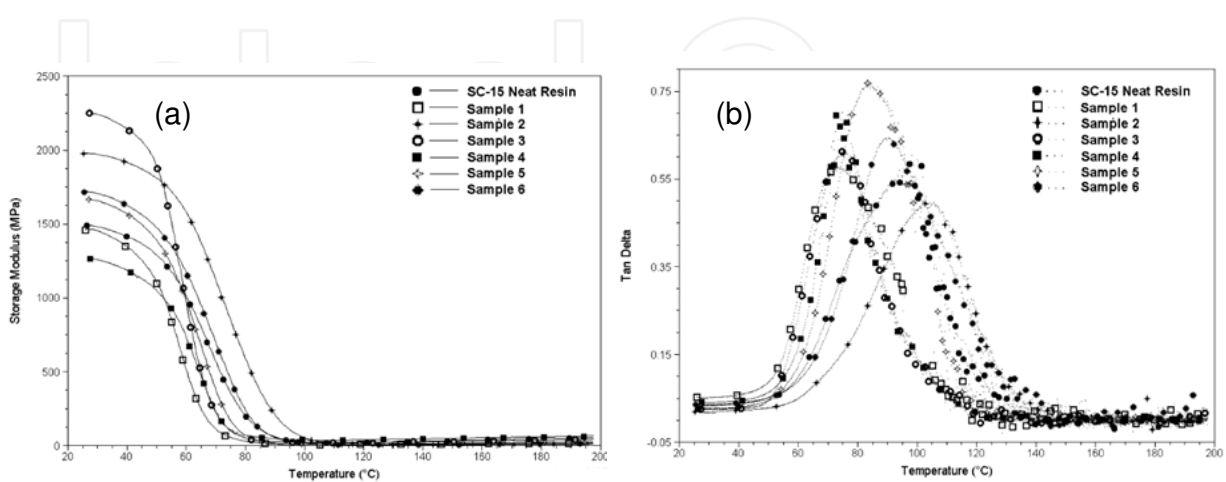 (a)
SC-15 Neat Resin
Sample 1
Sample 2
Sample 3
Sample 4
Sample 5
Sample 6
2500
2000
1500
1000
500
0
Storage Modulus (MPa)
20 40 60 80 100 120 140 160 180 200
Temperature (°C)
(b)
SC-15 Neat Resin
Sample 1
Sample 2
Sample 3
Sample 4
Sample 5
Sample 6
0.75
0.55
0.35
0.15
-0.05
Tan Delta
20 40 60 80 100 120 140 160 180 200
Temperature (°C)